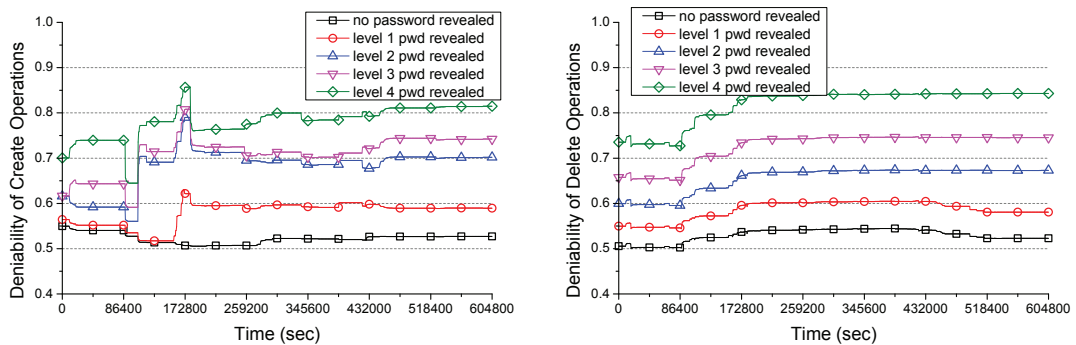 no password revealed
level 1 pwd revealed
level 2 pwd revealed
level 3 pwd revealed
level 4 pwd revealed
1.0
0.9
0.8
0.7
0.6
0.5
0.4
Deniability of Create Operations
0 86400 172800 259200 345600 432000 518400 604800
Time (sec)
no password revealed
level 1 pwd revealed
level 2 pwd revealed
level 3 pwd revealed
level 4 pwd revealed
1.0
0.9
0.8
0.7
0.6
0.5
0.4
Deniability of Delete Operations
0 86400 172800 259200 345600 432000 518400 604800
Time (sec)